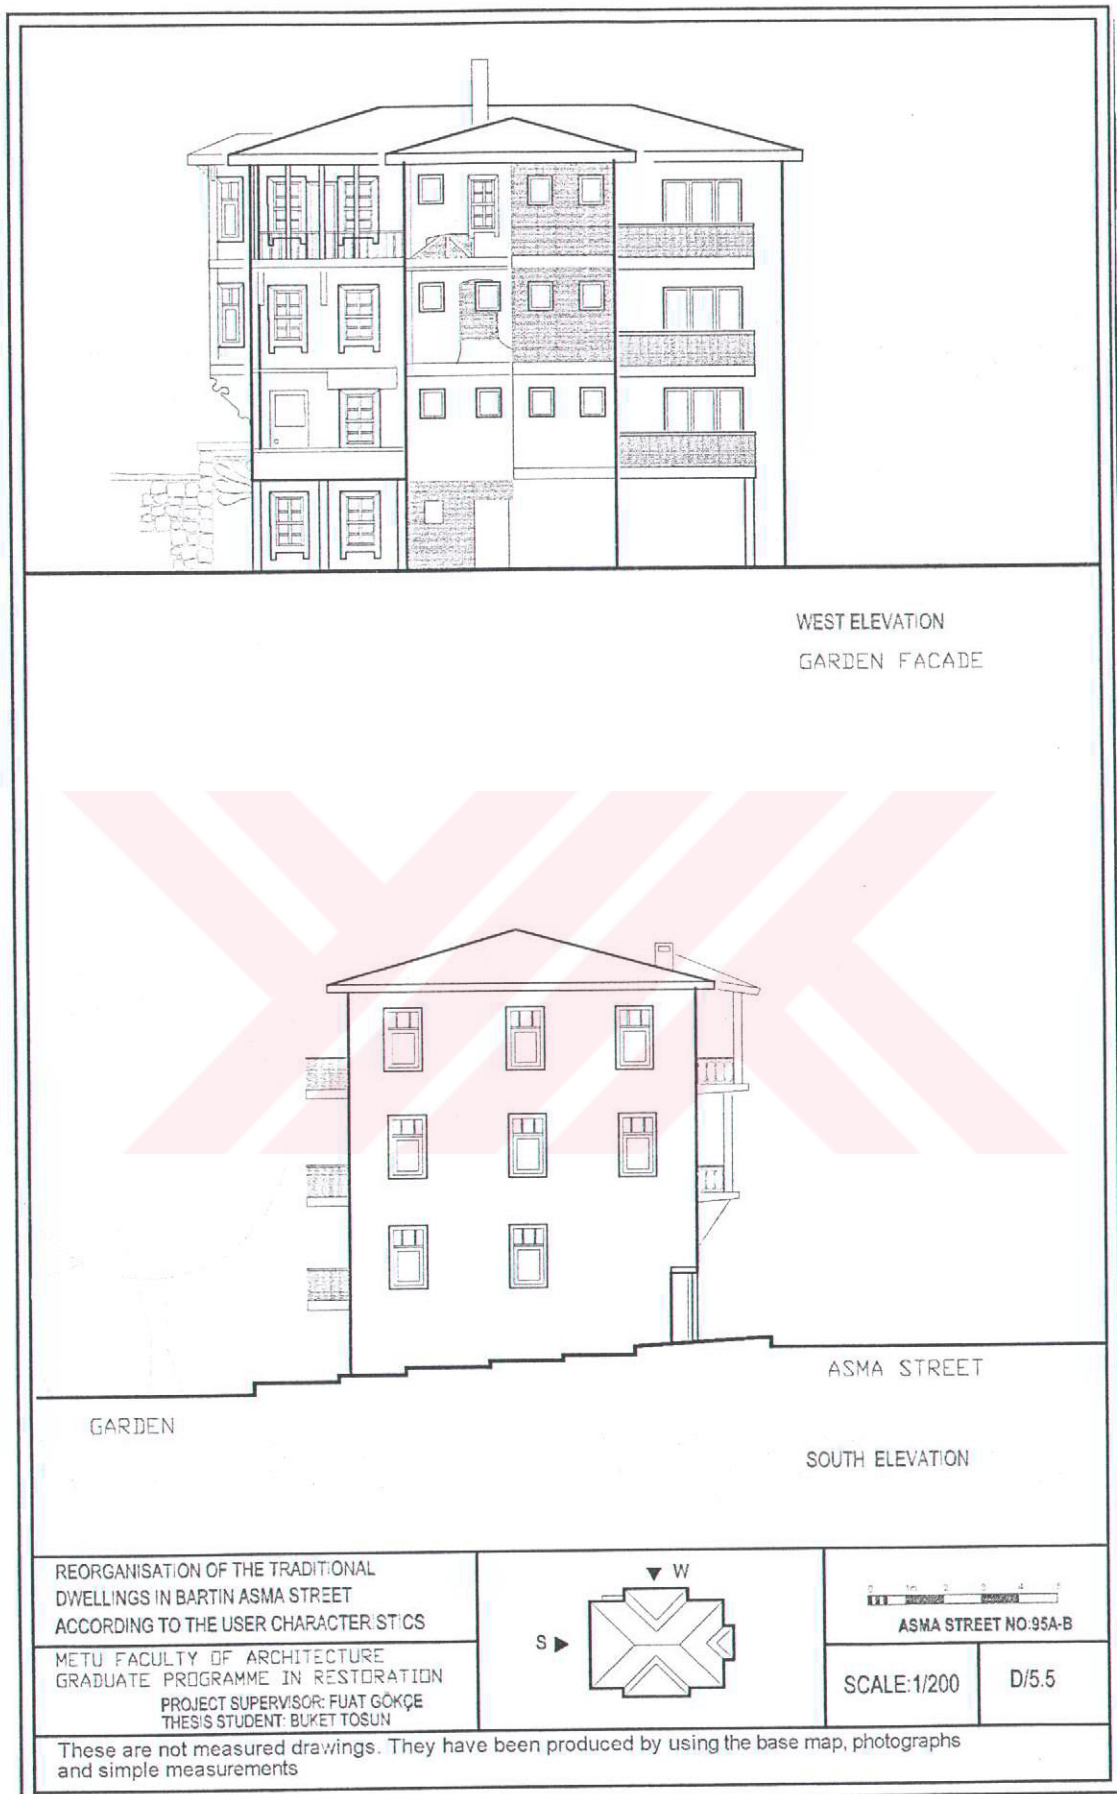 WEST ELEVATION
GARDEN FACADE
ASMA STREET
GARDEN
SOUTH ELEVATION
REORGANISATION OF THE TRADITIONAL
DWELLINGS IN BARTIN ASMA STREET
ACCORDING TO THE USER CHARACTERISTICS
METU FACULTY OF ARCHITECTURE
GRADUATE PROGRAMME IN RESTORATION
PROJECT SUPERVISOR: FUAT GÖKÇE
THESIS STUDENT: BUKET TOSUN
W
S
ASMA STREET NO:95A-B
SCALE:1/200
D/5.5
These are not measured drawings. They have been produced by using the base map, photographs
and simple measurements